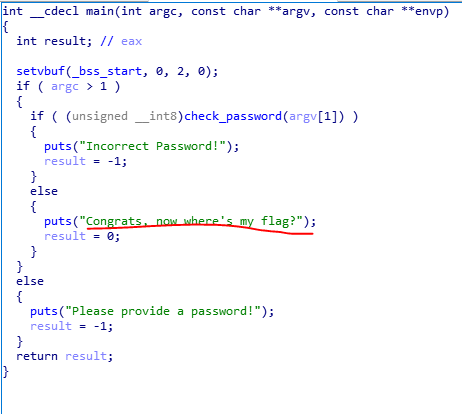 int __cdecl main(int argc, const char **argv, const char **envp)
{
  int result; // eax

  setvbuf(_bss_start, 0, 2, 0);
  if ( argc > 1 )
  {
    if ( (unsigned __int8)check_password(argv[1]) )
    {
      puts("Incorrect Password!");
      result = -1;
    }
    else
    {
      puts("Congrats, now where's my flag?");
      result = 0;
    }
  }
  else
  {
    puts("Please provide a password!");
    result = -1;
  }
  return result;
}